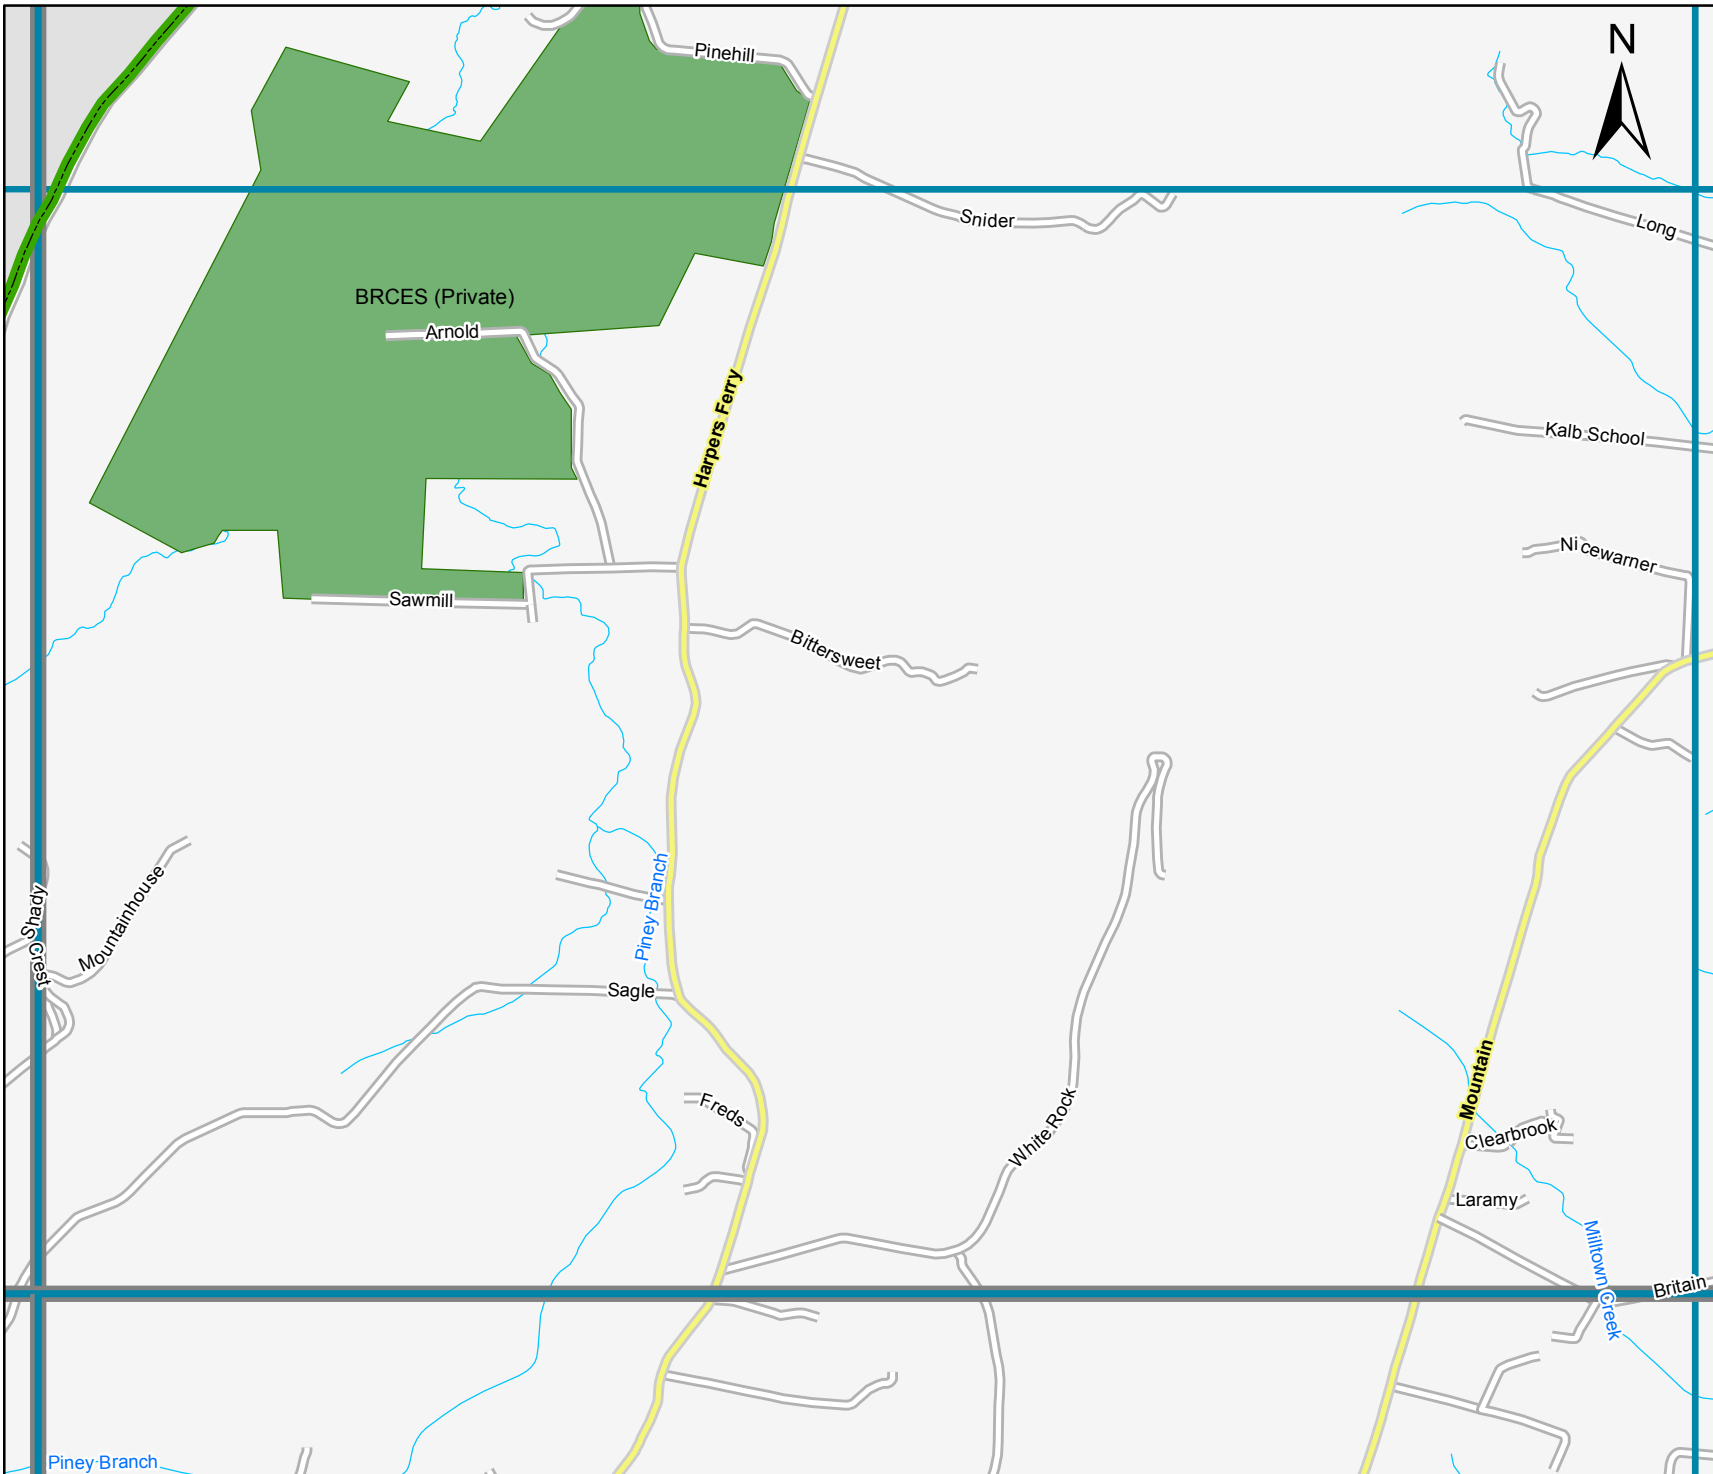 N
Pinehill
Snider
Long
BRCES (Private)
Arnold
Harpers Ferry
Kalb School
Nicewarner
Sawmill
Bittersweet
Shady Crest
Mountainhouse
Piney Branch
Sagle
Freds
White Rock
Mountain
Clearbrook
Laramy
Milltown Creek
Britain
Piney Branch